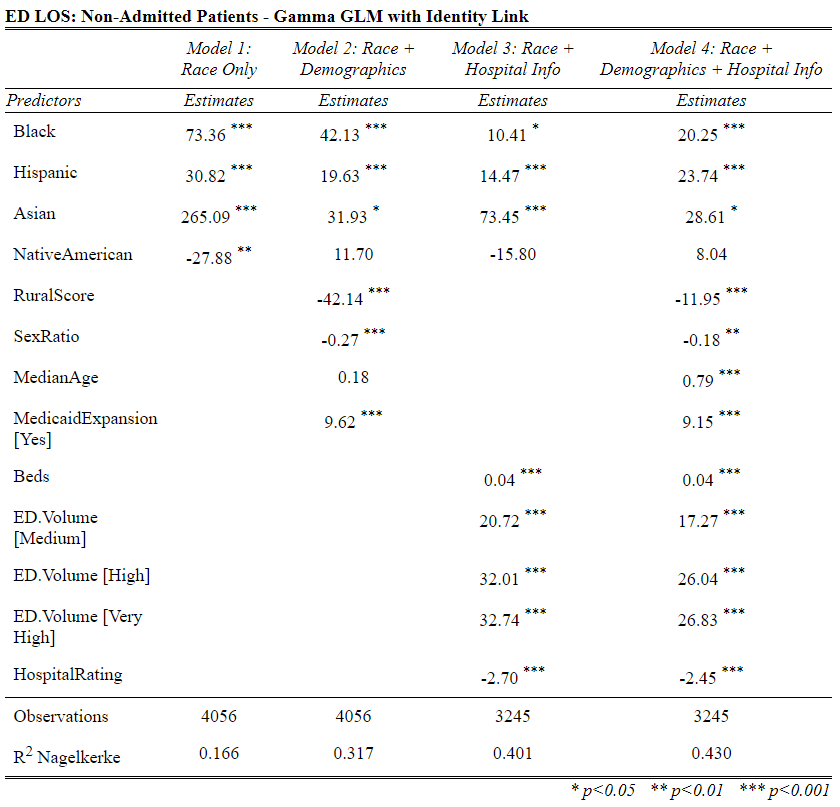 ED LOS: Non-Admitted Patients - Gamma GLM with Identity Link
Model 1: Race Only Model 2: Race + Demographics Model 3: Race + Hospital Info Model 4: Race + Demographics + Hospital Info
Predictors Estimates Estimates Estimates Estimates
Black 73.36 *** 42.13 *** 10.41 * 20.25 ***
Hispanic 30.82 *** 19.63 *** 14.47 *** 23.74 ***
Asian 265.09 *** 31.93 * 73.45 *** 28.61 *
NativeAmerican -27.88 ** 11.70 -15.80 8.04
RuralScore -42.14 *** -11.95 ***
SexRatio -0.27 *** -0.18 **
MedianAge 0.18 0.79 ***
MedicaidExpansion [Yes] 9.62 *** 9.15 ***
Beds 0.04 *** 0.04 ***
ED.Volume [Medium] 20.72 *** 17.27 ***
ED.Volume [High] 32.01 *** 26.04 ***
ED.Volume [Very High] 32.74 *** 26.83 ***
HospitalRating -2.70 *** -2.45 ***
Observations 4056 4056 3245 3245
R2 Nagelkerke 0.166 0.317 0.401 0.430
* p<0.05 ** p<0.01 *** p<0.001